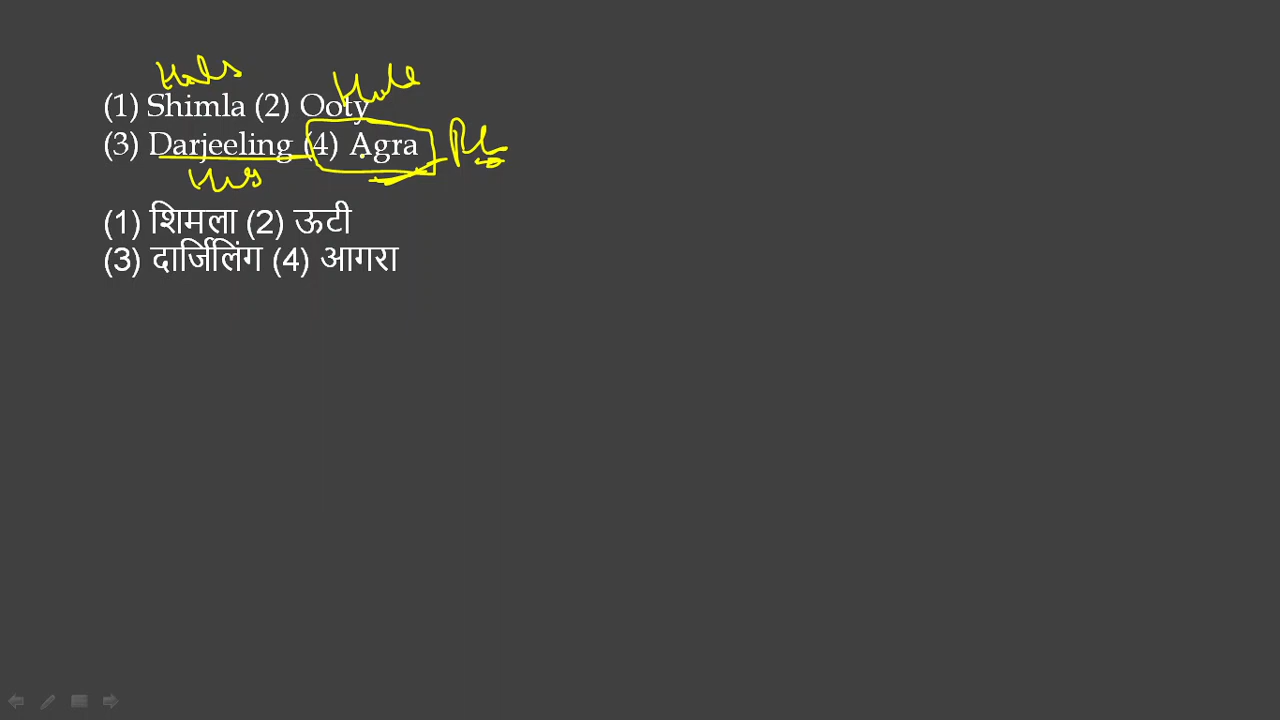 (1) Shimla (2) Ooty
(3) Darjeeling (4) Agra
(1) शिमला (2) ऊटी
(3) दार्जिलिंग (4) आगरा